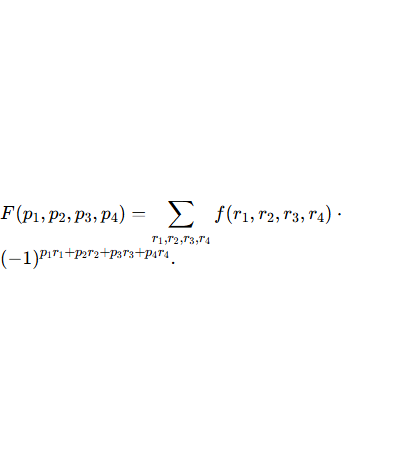 F(p₁, p₂, p₃, p₄) = ∑_{r₁,r₂,r₃,r₄} f(r₁, r₂, r₃, r₄) ·
(−1)^{p₁r₁+p₂r₂+p₃r₃+p₄r₄}.